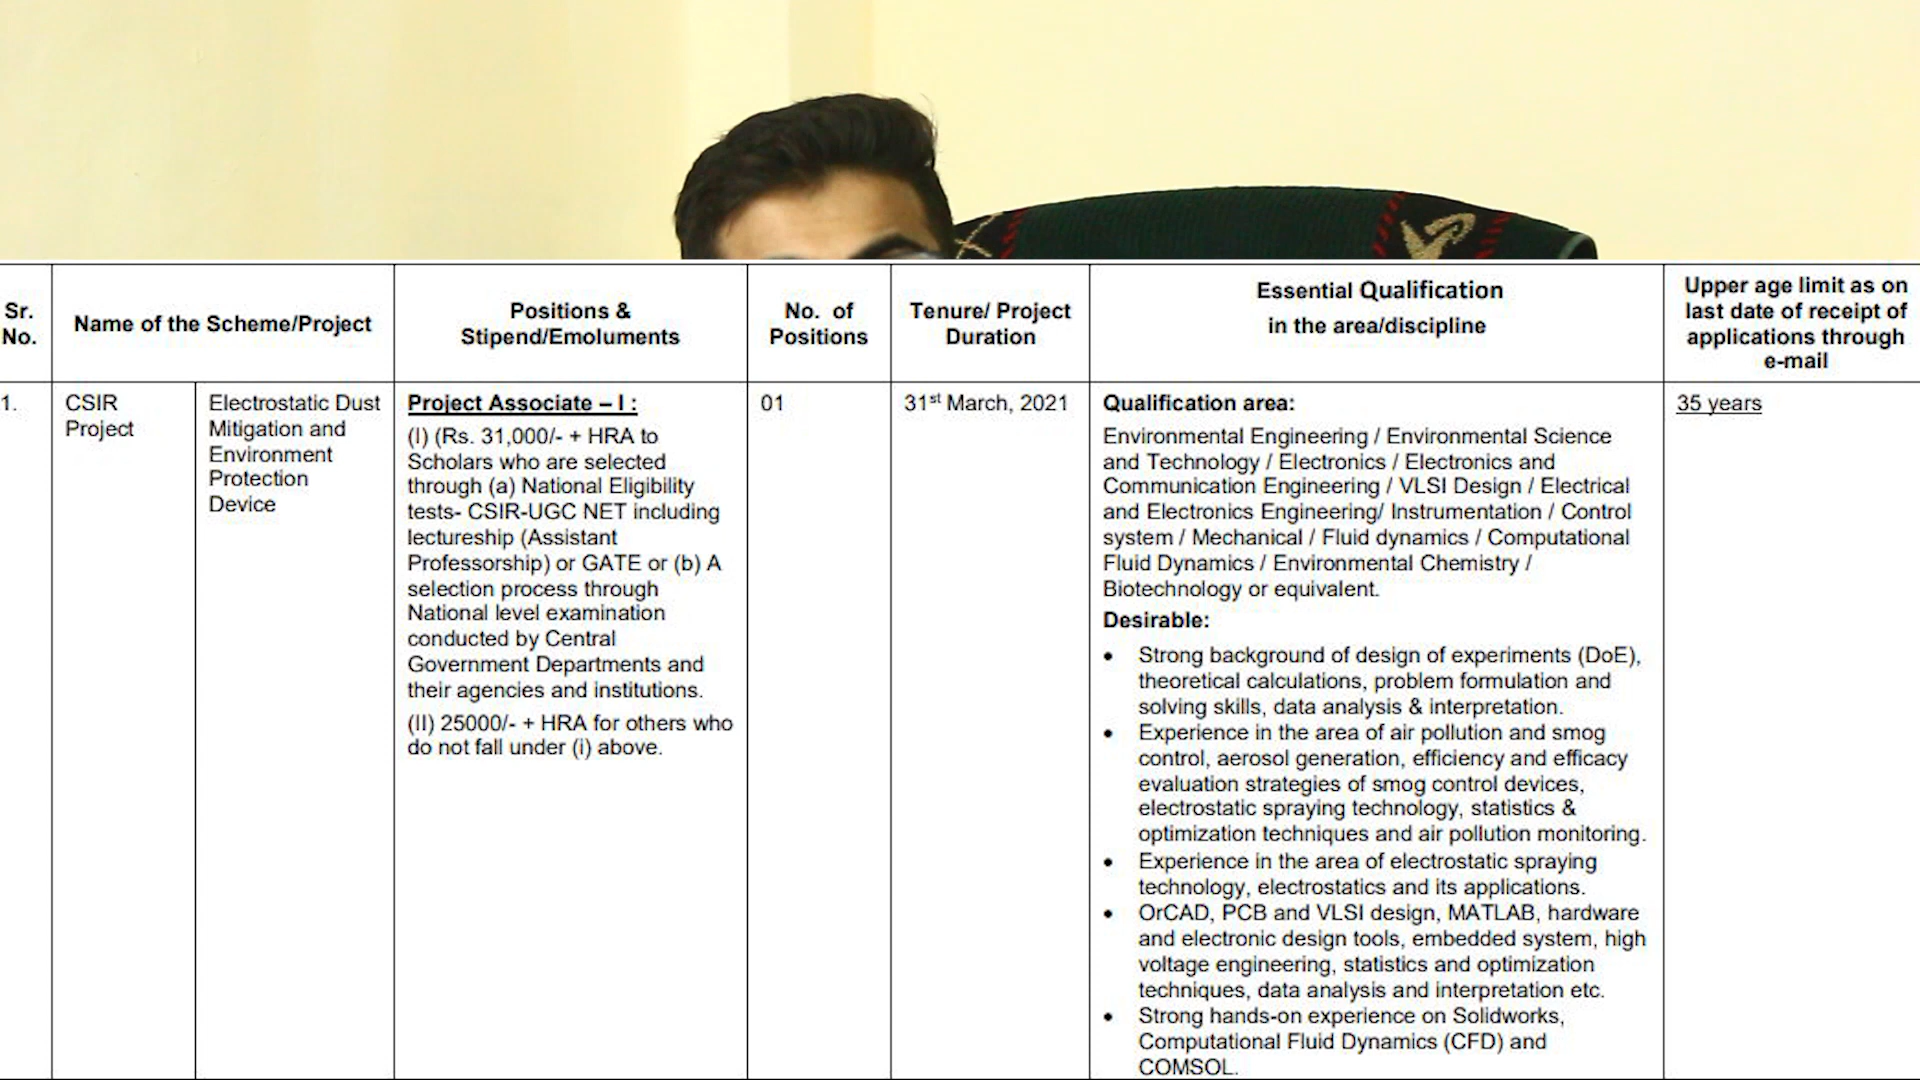 Sr.
No.
Name of the Scheme/Project
Positions &
Stipend/Emoluments
No. of
Positions
Tenure/ Project
Duration
Essential Qualification
in the area/discipline
Upper age limit as on
last date of receipt of
applications through
e-mail
1.
CSIR
Project
Electrostatic Dust
Mitigation and
Environment
Protection
Device
Project Associate – I :
(I) (Rs. 31,000/- + HRA to
Scholars who are selected
through (a) National Eligibility
tests- CSIR-UGC NET including
lectureship (Assistant
Professorship) or GATE or (b) A
selection process through
National level examination
conducted by Central
Government Departments and
their agencies and institutions.
(II) 25000/- + HRA for others who
do not fall under (i) above.
01
31st March, 2021
Qualification area:
Environmental Engineering / Environmental Science
and Technology / Electronics / Electronics and
Communication Engineering / VLSI Design / Electrical
and Electronics Engineering/ Instrumentation / Control
system / Mechanical / Fluid dynamics / Computational
Fluid Dynamics / Environmental Chemistry /
Biotechnology or equivalent.
Desirable:
• Strong background of design of experiments (DoE),
theoretical calculations, problem formulation and
solving skills, data analysis & interpretation.
• Experience in the area of air pollution and smog
control, aerosol generation, efficiency and efficacy
evaluation strategies of smog control devices,
electrostatic spraying technology, statistics &
optimization techniques and air pollution monitoring.
• Experience in the area of electrostatic spraying
technology, electrostatics and its applications.
• OrCAD, PCB and VLSI design, MATLAB, hardware
and electronic design tools, embedded system, high
voltage engineering, statistics and optimization
techniques, data analysis and interpretation etc.
• Strong hands-on experience on Solidworks,
Computational Fluid Dynamics (CFD) and
COMSOL.
35 years